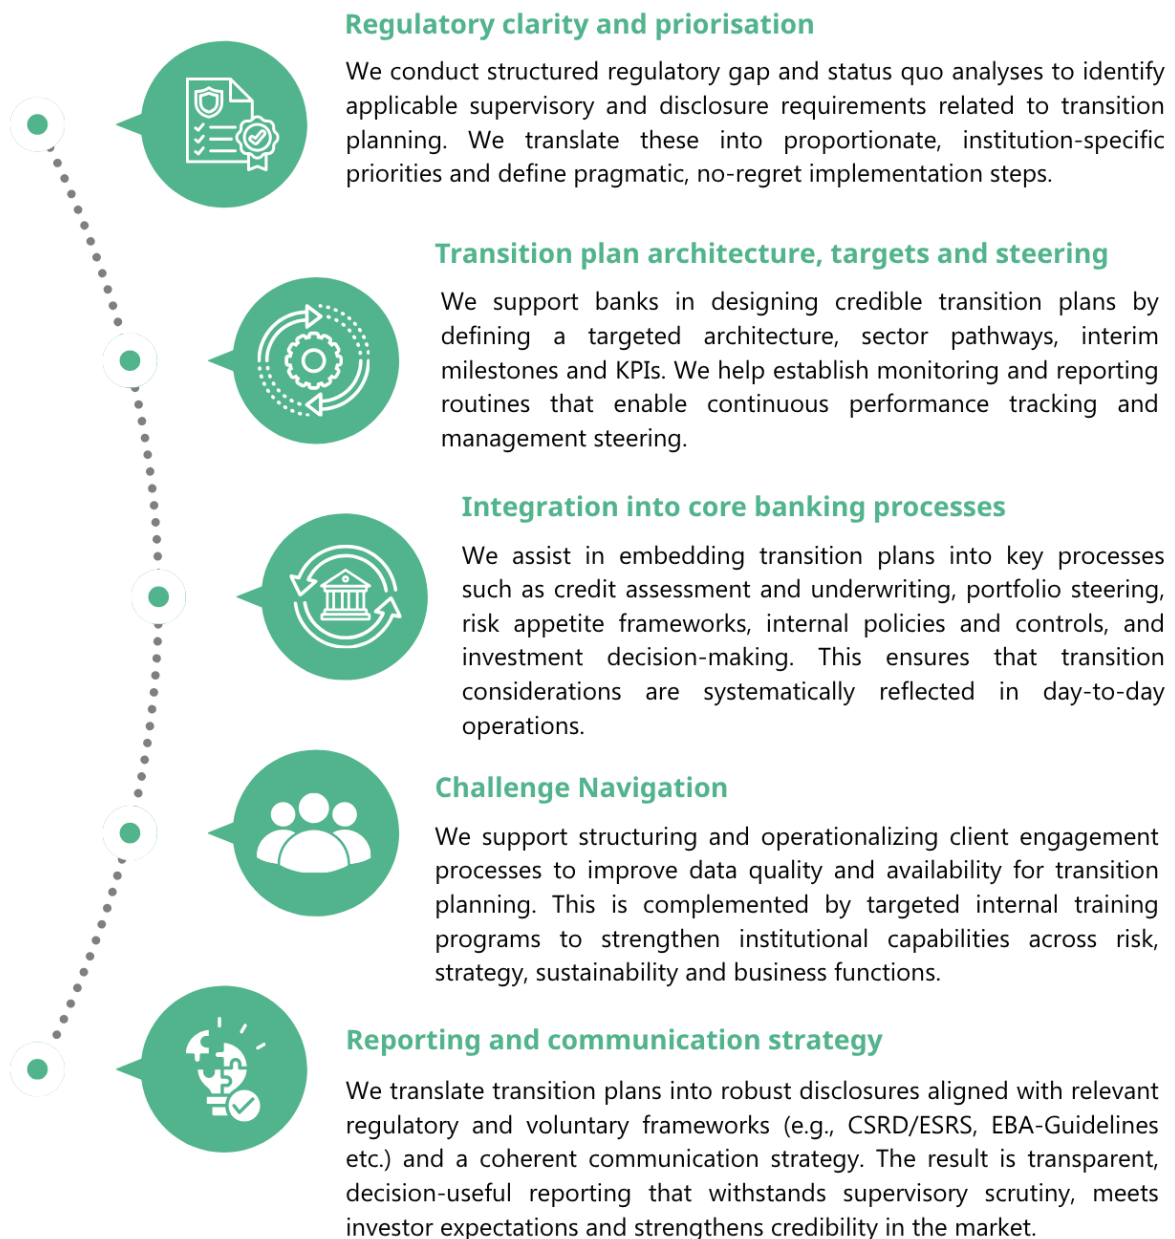 Regulatory clarity and priorisation
We conduct structured regulatory gap and status quo analyses to identify
applicable supervisory and disclosure requirements related to transition
planning. We translate these into proportionate, institution-specific
priorities and define pragmatic, no-regret implementation steps.
Transition plan architecture, targets and steering
We support banks in designing credible transition plans by
defining a targeted architecture, sector pathways, interim
milestones and KPIs. We help establish monitoring and reporting
routines that enable continuous performance tracking and
management steering.
Integration into core banking processes
We assist in embedding transition plans into key processes
such as credit assessment and underwriting, portfolio steering,
risk appetite frameworks, internal policies and controls, and
investment decision-making. This ensures that transition
considerations are systematically reflected in day-to-day
operations.
Challenge Navigation
We support structuring and operationalizing client engagement
processes to improve data quality and availability for transition
planning. This is complemented by targeted internal training
programs to strengthen institutional capabilities across risk,
strategy, sustainability and business functions.
Reporting and communication strategy
We translate transition plans into robust disclosures aligned with relevant
regulatory and voluntary frameworks (e.g., CSRD/ESRS, EBA-Guidelines
etc.) and a coherent communication strategy. The result is transparent,
decision-useful reporting that withstands supervisory scrutiny, meets
investor expectations and strengthens credibility in the market.